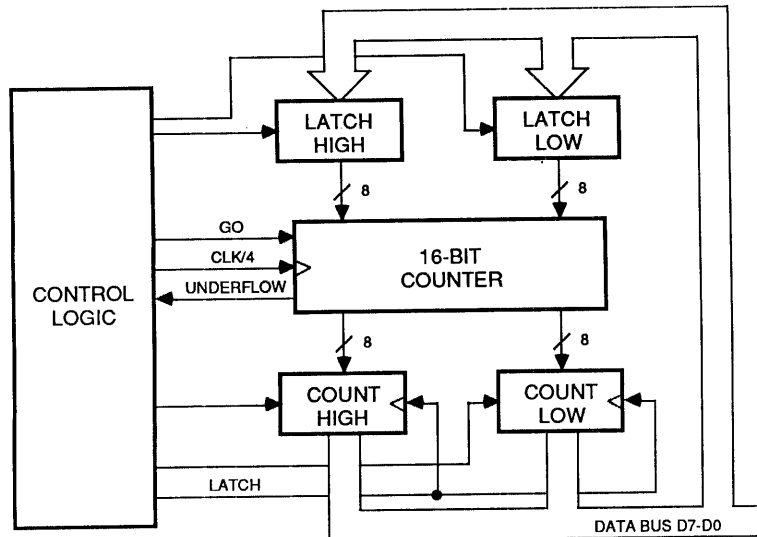 LATCH
HIGH
LATCH
LOW
8
8
GO
CLK/4
UNDERFLOW
16-BIT
COUNTER
CONTROL
LOGIC
8
8
COUNT
HIGH
COUNT
LOW
LATCH
DATA BUS D7-D0